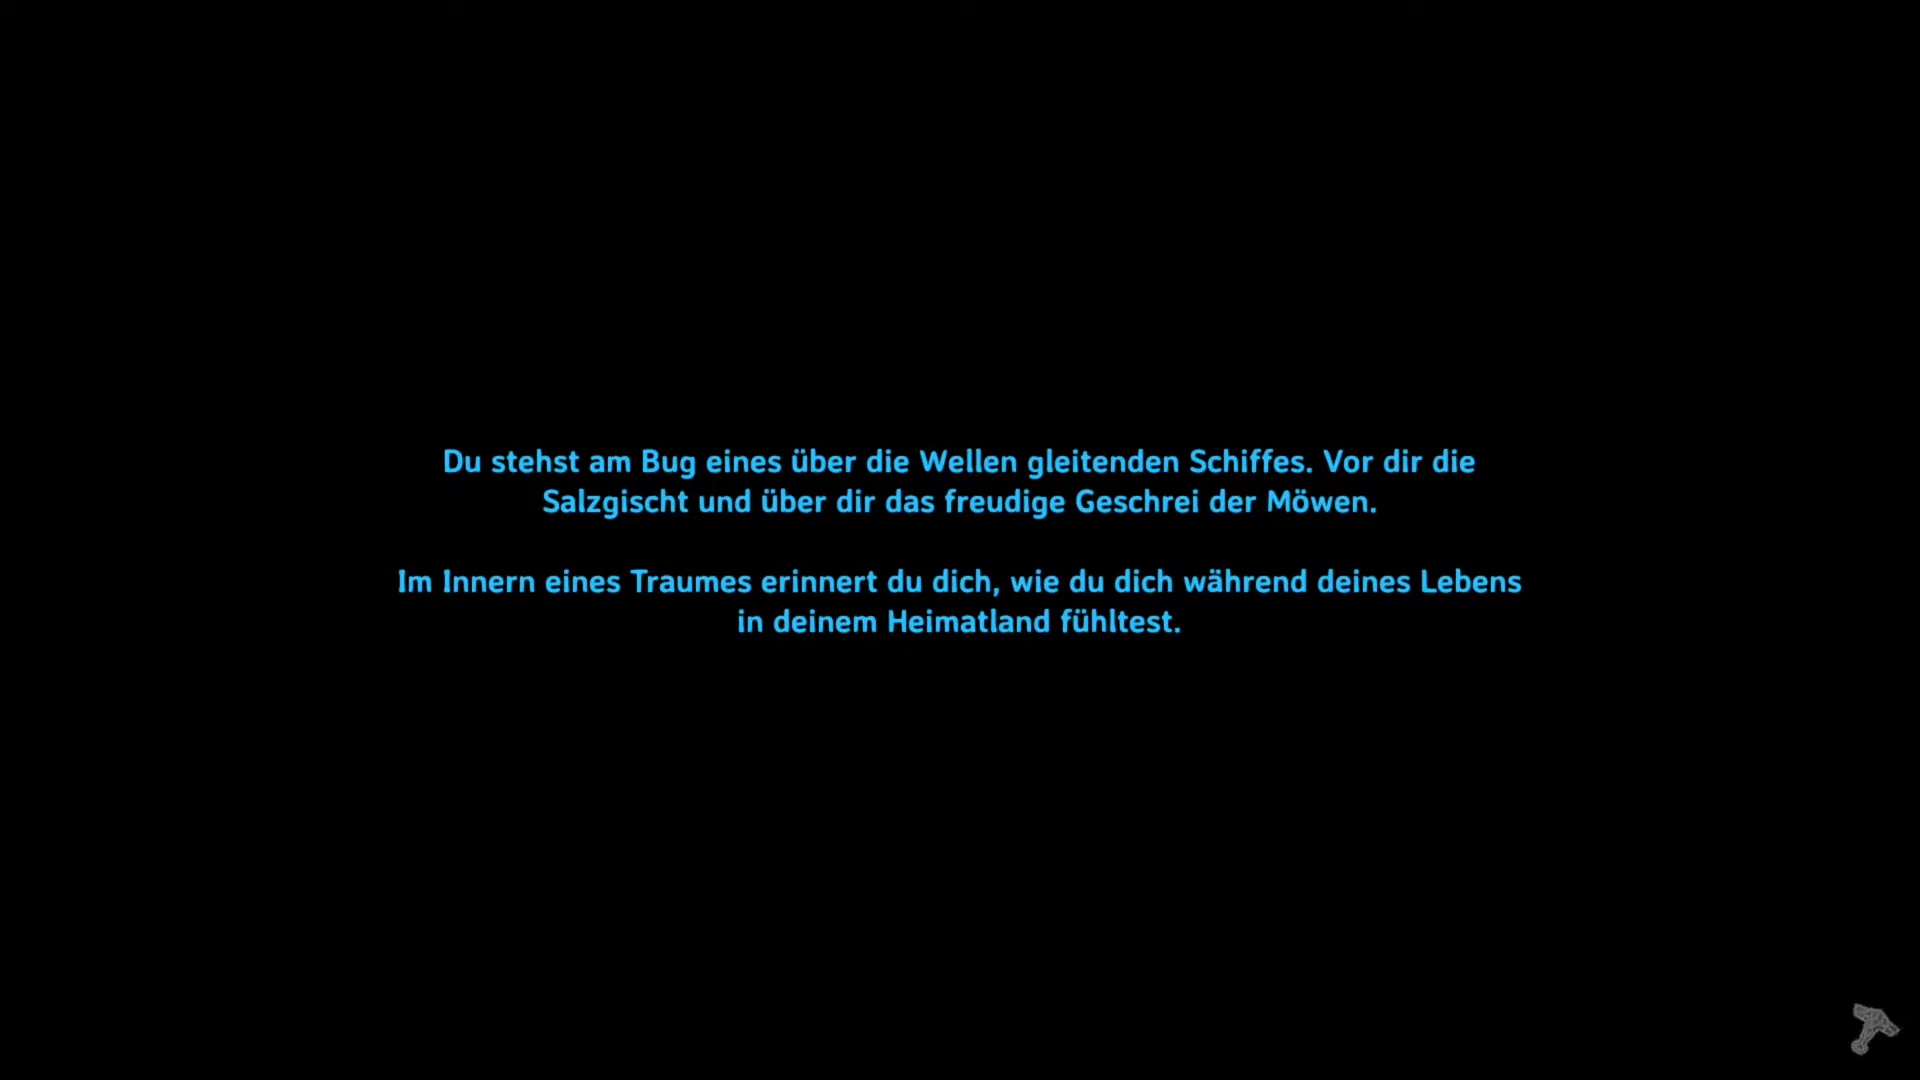 Du stehst am Bug eines über die Wellen gleitenden Schiffes. Vor dir die
Salzgischt und über dir das freudige Geschrei der Möwen.
Im Innern eines Traumes erinnert du dich, wie du dich während deines Lebens
in deinem Heimatland fühltest.